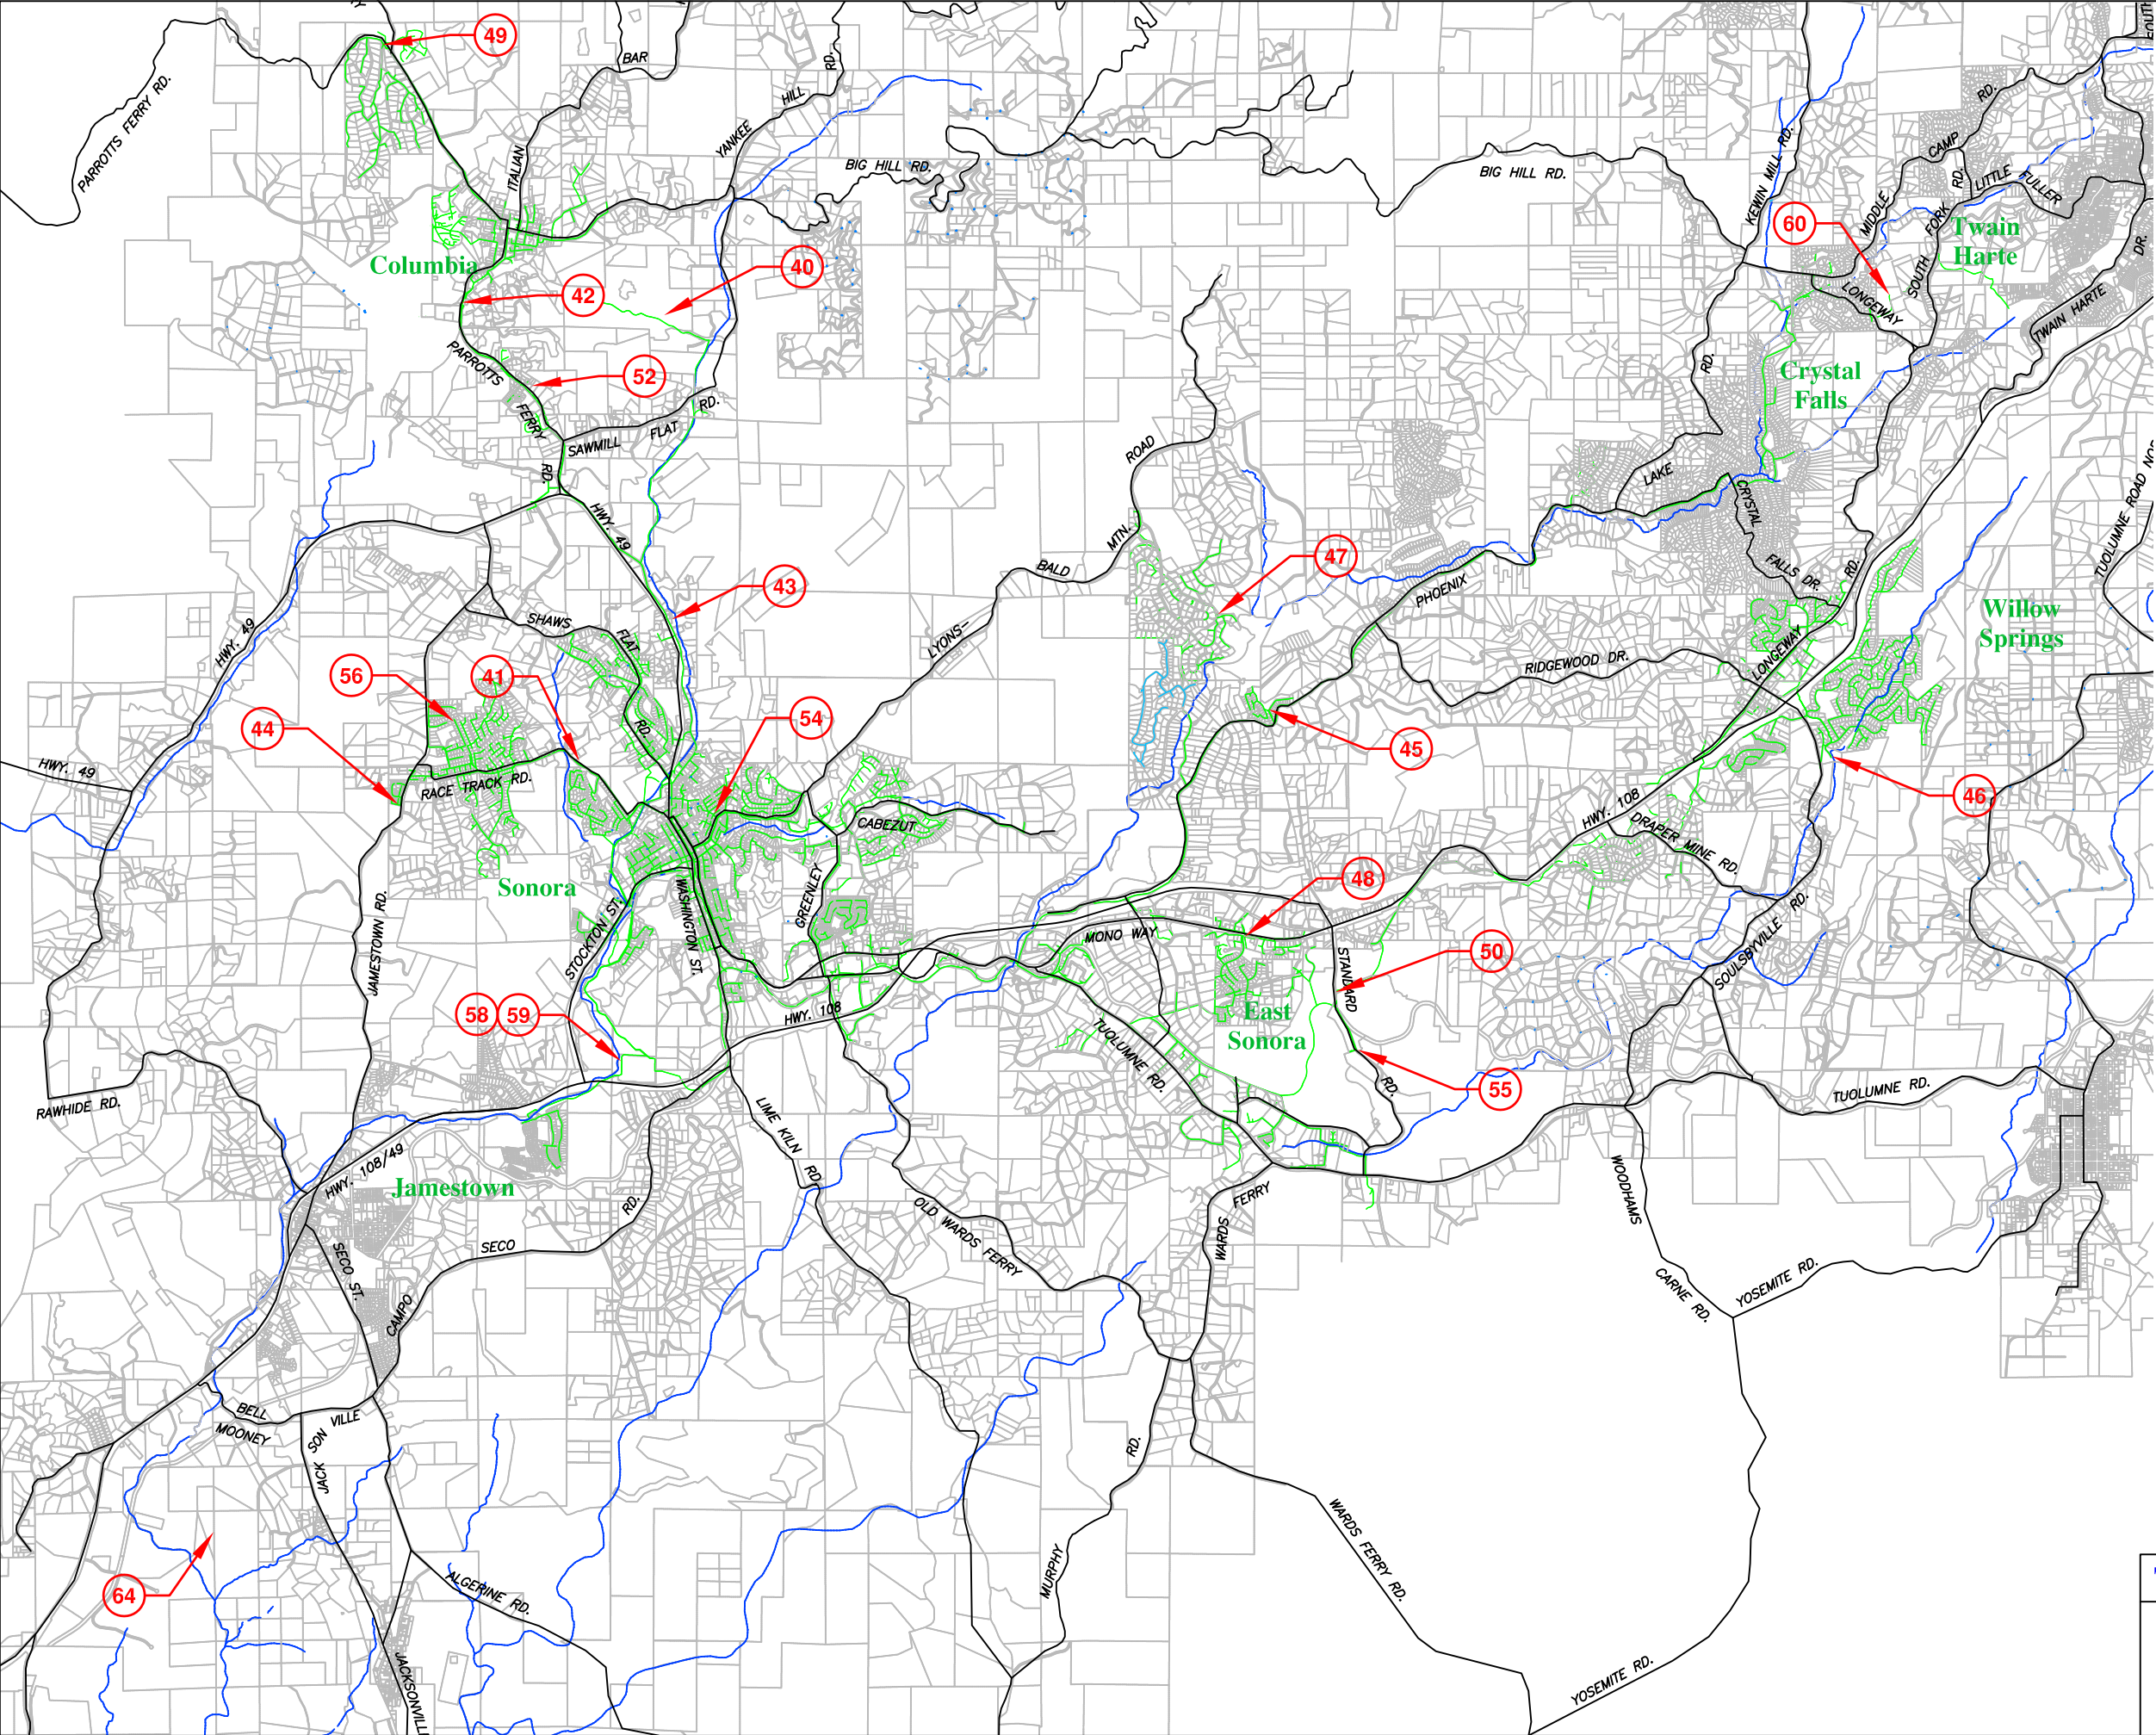 49
BAR
RD.
HILL
YANKEE
PARROTTS FERRY RD.
ITALIAN
BIG HILL RD.
BIG HILL RD.
KEWIN MILL RD.
RD.
CAMP
MIDDLE
RD.
LITTLE
FULLER
FORK
SOUTH
DR.
60
Twain
Harte
Columbia
40
42
LONGEWAY
TWAIN HARTE
PARROTTS
52
FERRY
RD.
RD.
Crystal
Falls
SAWMILL
FLAT
RD.
RD.
ROAD
MTN.
LAKE
CRYSTAL
HWY. 49
TUOLUMNE ROAD
47
BALD
PHOENIX
FALLS DR.
RD.
43
Willow
Springs
HWY. 49
SHAWS
FLAT
RD.
LYONS-
RIDGEWOOD DR.
LONGEWAY
56
41
44
54
45
46
HWY. 49
RACE TRACK RD.
CABEZUT
HWY. 108
DRAPER MINE RD.
Sonora
GREENLEY
48
JAMESTOWN RD.
STOCKTON ST.
WASHINGTON ST.
MONO WAY
50
STANDARD
SOULSBYVILLE RD.
58
59
HWY. 108
East
Sonora
TUOLUMNE RD.
55
RD.
RAWHIDE RD.
TUOLUMNE RD.
LIME KILN RD.
HWY. 108/49
Jamestown
WOODHAMS
CARNE RD.
RD.
OLD WARDS FERRY
WARDS
FERRY
SECO
SECO ST.
CAMPO
YOSEMITE RD.
BELL
MOONEY
SON VILLE
JACK
RD.
WARDS FERRY RD.
64
ALGERINE RD.
MURPHY
YOSEMITE RD.